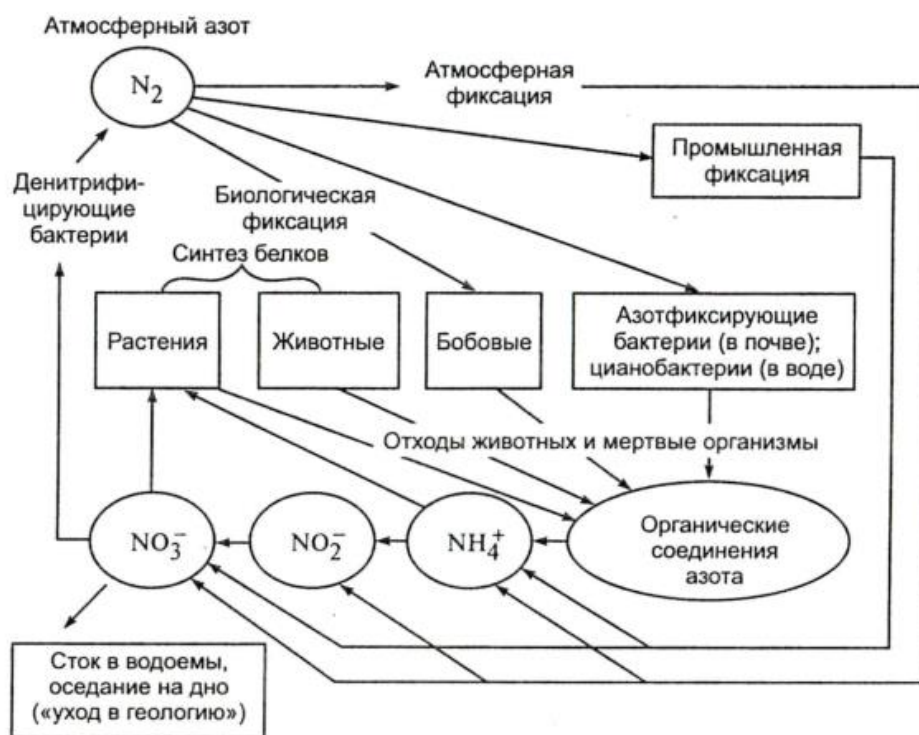 Атмосферный азот
N₂
Атмосферная
фиксация
Промышленная
фиксация
Денитрифи-
цирующие
бактерии
Биологическая
фиксация
Синтез белков
Растения
Животные
Бобовые
Азотфиксирующие
бактерии (в почве);
цианобактерии (в воде)
Отходы животных и мертвые организмы
NO₃⁻
NO₂⁻
NH₄⁺
Органические
соединения
азота
Сток в водоемы,
оседание на дно
(«уход в геологию»)